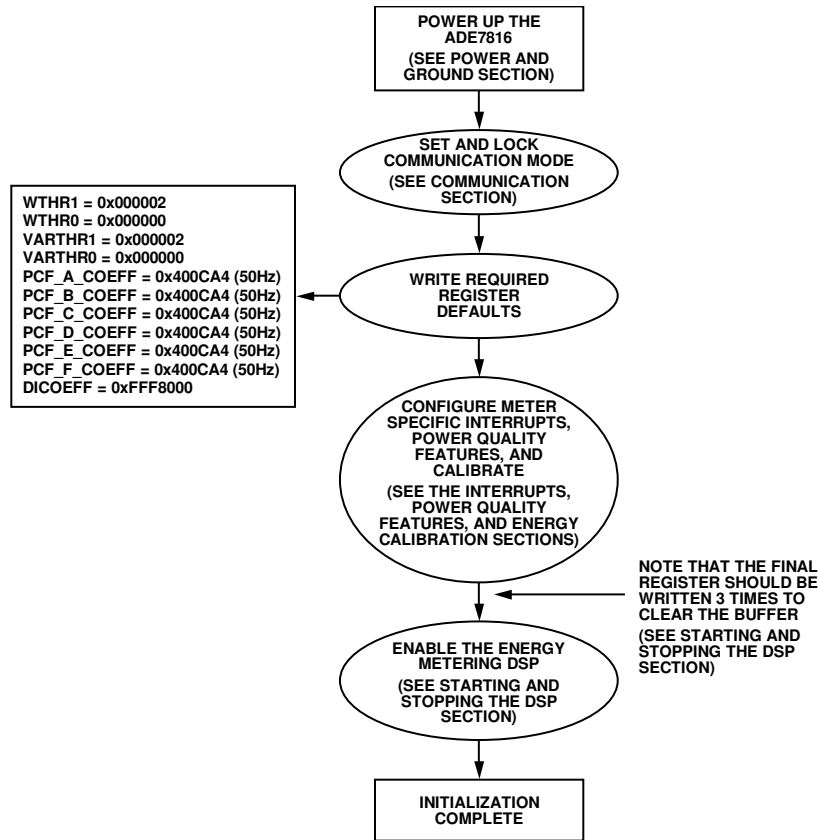 POWER UP THE
ADE7816
(SEE POWER AND
GROUND SECTION)
SET AND LOCK
COMMUNICATION MODE
(SEE COMMUNICATION
SECTION)
WTHR1 = 0x000002
WTHR0 = 0x000000
VARTHR1 = 0x000002
VARTHR0 = 0x000000
PCF_A_COEFF = 0x400CA4 (50Hz)
PCF_B_COEFF = 0x400CA4 (50Hz)
PCF_C_COEFF = 0x400CA4 (50Hz)
PCF_D_COEFF = 0x400CA4 (50Hz)
PCF_E_COEFF = 0x400CA4 (50Hz)
PCF_F_COEFF = 0x400CA4 (50Hz)
DICOEFF = 0xFFF8000
WRITE REQUIRED
REGISTER
DEFAULTS
CONFIGURE METER
SPECIFIC INTERRUPTS,
POWER QUALITY
FEATURES, AND
CALIBRATE
(SEE THE INTERRUPTS,
POWER QUALITY
FEATURES, AND ENERGY
CALIBRATION SECTIONS)
NOTE THAT THE FINAL
REGISTER SHOULD BE
WRITTEN 3 TIMES TO
CLEAR THE BUFFER
(SEE STARTING AND
STOPPING THE DSP
SECTION)
ENABLE THE ENERGY
METERING DSP
(SEE STARTING AND
STOPPING THE DSP
SECTION)
INITIALIZATION
COMPLETE